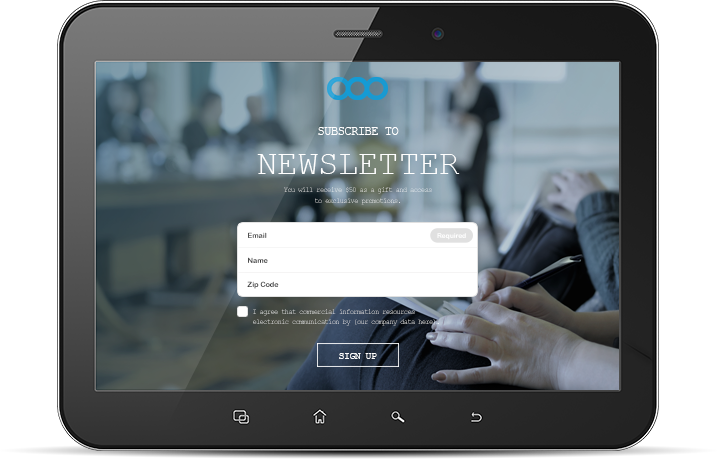 SUBSCRIBE TO
NEWSLETTER
You will receive $50 as a gift and access
to exclusive promotions.
Email
Required
Name
Zip Code
I agree that commercial information resources
electronic communication by (our company data here)
SIGN UP